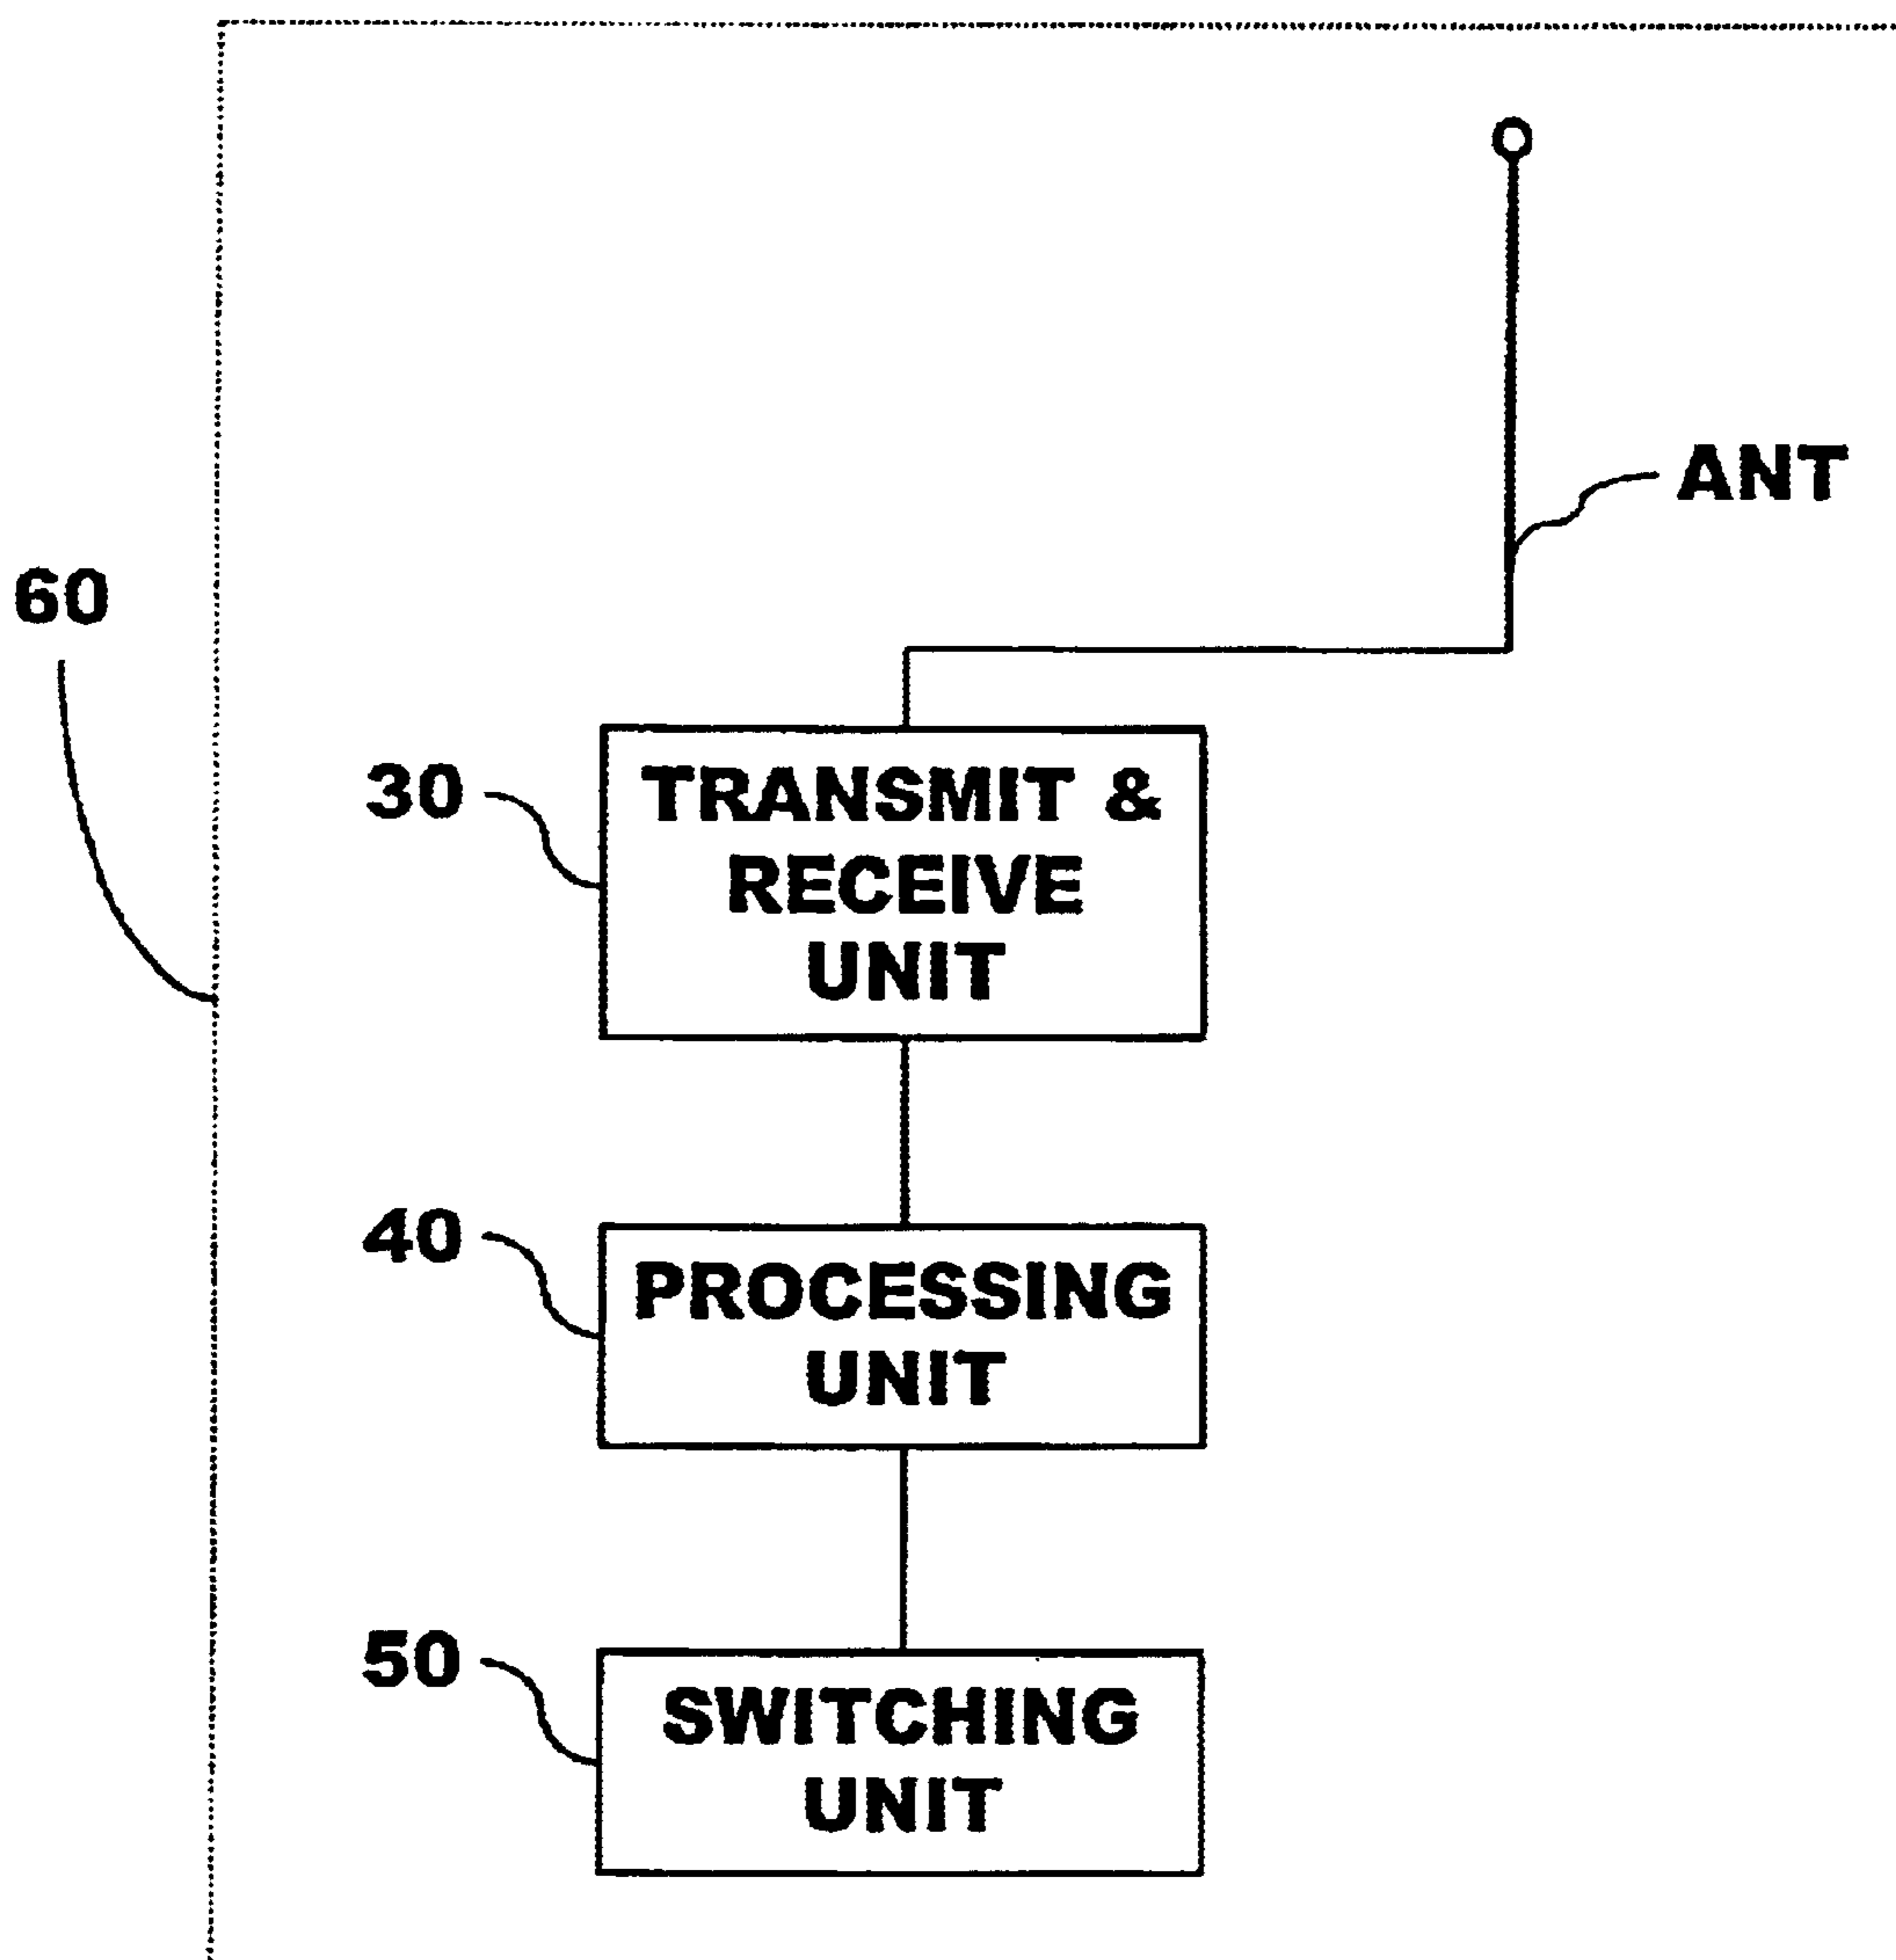 ANT
60
30
TRANSMIT &
RECEIVE
UNIT
40
PROCESSING
UNIT
50
SWITCHING
UNIT